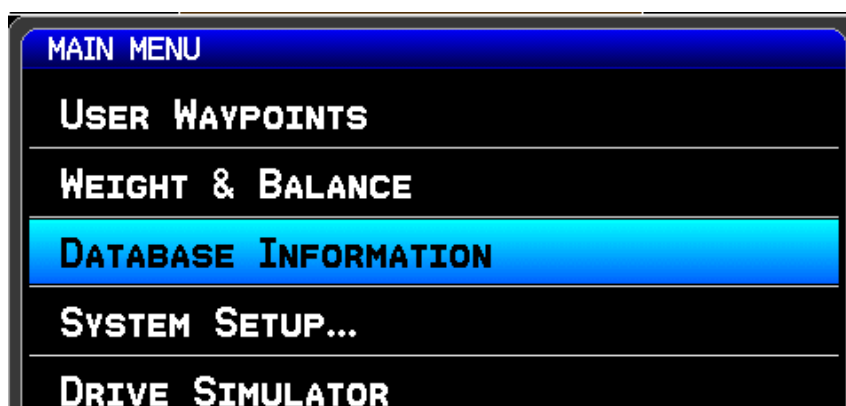 MAIN MENU
User Waypoints
Weight & Balance
Database Information
System Setup...
Drive Simulator